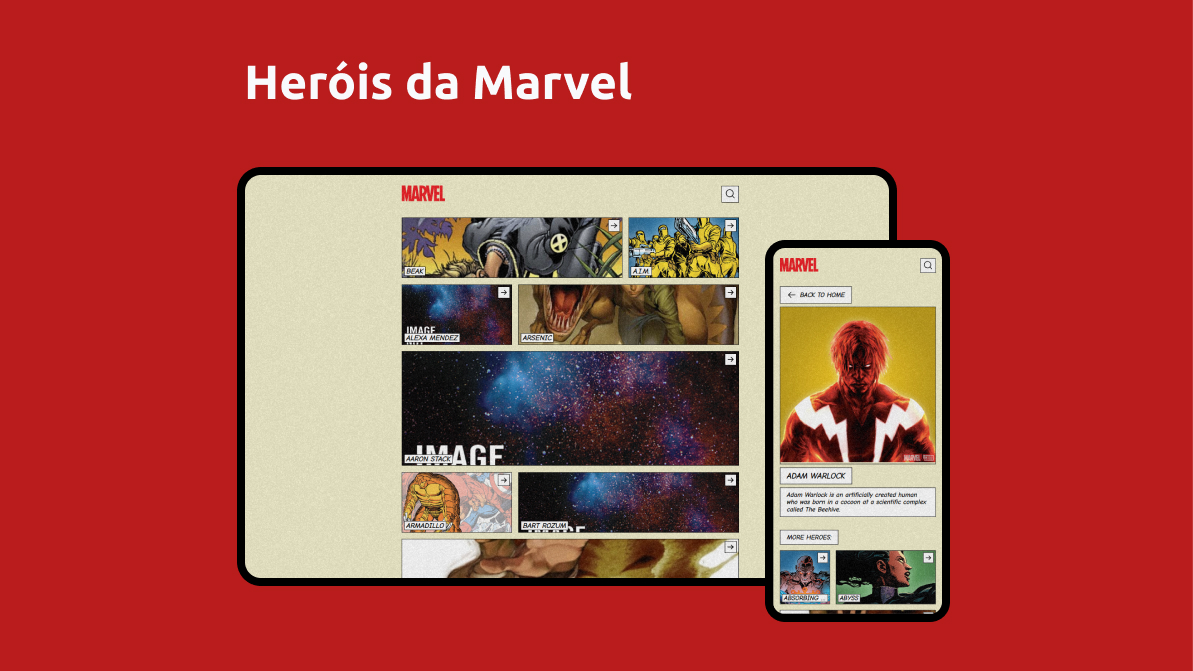 Heróis da Marvel
MARVEL
BEAK
A.I.M.
IMAGE
ALEXA MENDEZ
ARSENIC
IMAGE
AARON STACK
ARMADILLO
BART ROZUM
MARVEL
BACK TO HOME
ADAM WARLOCK
Adam Warlock is an artificially created human
who was born in a cocoon at a scientific complex
called The Beehive.
MORE HEROES:
ABSORBING ...
ABYSS